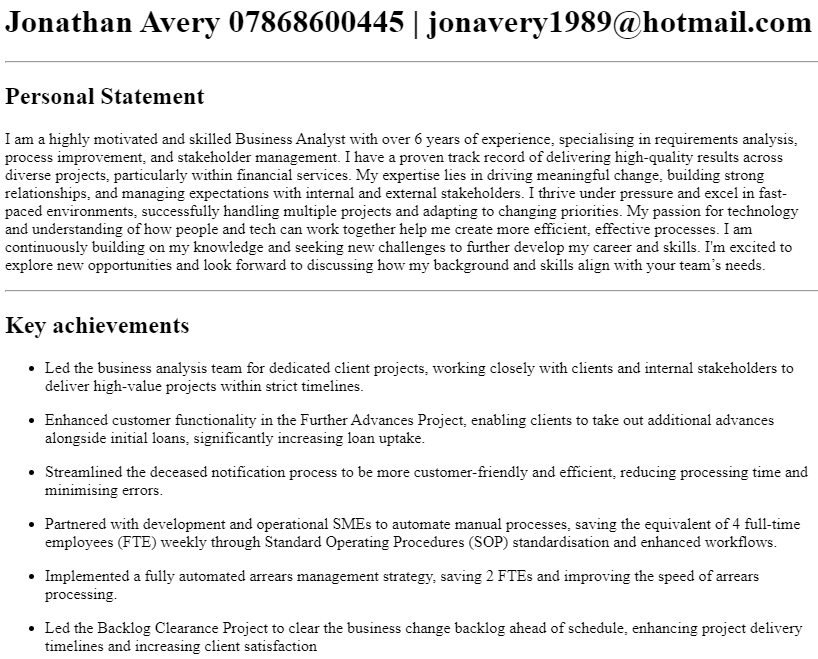 Jonathan Avery 07868600445 | jonavery1989@hotmail.com
Personal Statement
I am a highly motivated and skilled Business Analyst with over 6 years of experience, specialising in requirements analysis,
process improvement, and stakeholder management. I have a proven track record of delivering high-quality results across
diverse projects, particularly within financial services. My expertise lies in driving meaningful change, building strong
relationships, and managing expectations with internal and external stakeholders. I thrive under pressure and excel in fast-
paced environments, successfully handling multiple projects and adapting to changing priorities. My passion for technology
and understanding of how people and tech can work together help me create more efficient, effective processes. I am
continuously building on my knowledge and seeking new challenges to further develop my career and skills. I'm excited to
explore new opportunities and look forward to discussing how my background and skills align with your team’s needs.
Key achievements
• Led the business analysis team for dedicated client projects, working closely with clients and internal stakeholders to
deliver high-value projects within strict timelines.
• Enhanced customer functionality in the Further Advances Project, enabling clients to take out additional advances
alongside initial loans, significantly increasing loan uptake.
• Streamlined the deceased notification process to be more customer-friendly and efficient, reducing processing time and
minimising errors.
• Partnered with development and operational SMEs to automate manual processes, saving the equivalent of 4 full-time
employees (FTE) weekly through Standard Operating Procedures (SOP) standardisation and enhanced workflows.
• Implemented a fully automated arrears management strategy, saving 2 FTEs and improving the speed of arrears
processing.
• Led the Backlog Clearance Project to clear the business change backlog ahead of schedule, enhancing project delivery
timelines and increasing client satisfaction